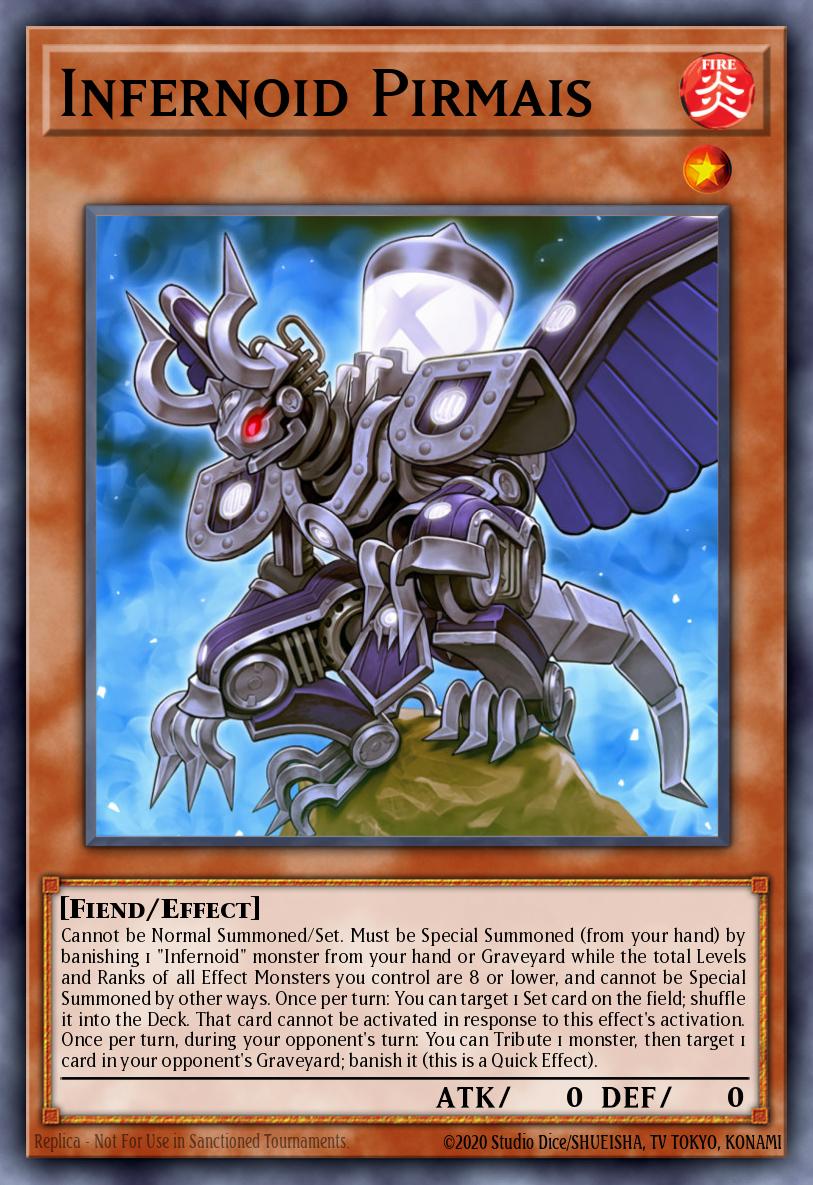 Infernoid Pirmais
FIRE
炎
[Fiend/Effect]
Cannot be Normal Summoned/Set. Must be Special Summoned (from your hand) by
banishing 1 "Infernoid" monster from your hand or Graveyard while the total Levels
and Ranks of all Effect Monsters you control are 8 or lower, and cannot be Special
Summoned by other ways. Once per turn: You can target 1 Set card on the field; shuffle
it into the Deck. That card cannot be activated in response to this effect's activation.
Once per turn, during your opponent's turn: You can Tribute 1 monster, then target 1
card in your opponent's Graveyard; banish it (this is a Quick Effect).
ATK/ 0 DEF/ 0
Replica - Not For Use in Sanctioned Tournaments.
©2020 Studio Dice/SHUEISHA, TV TOKYO, KONAMI